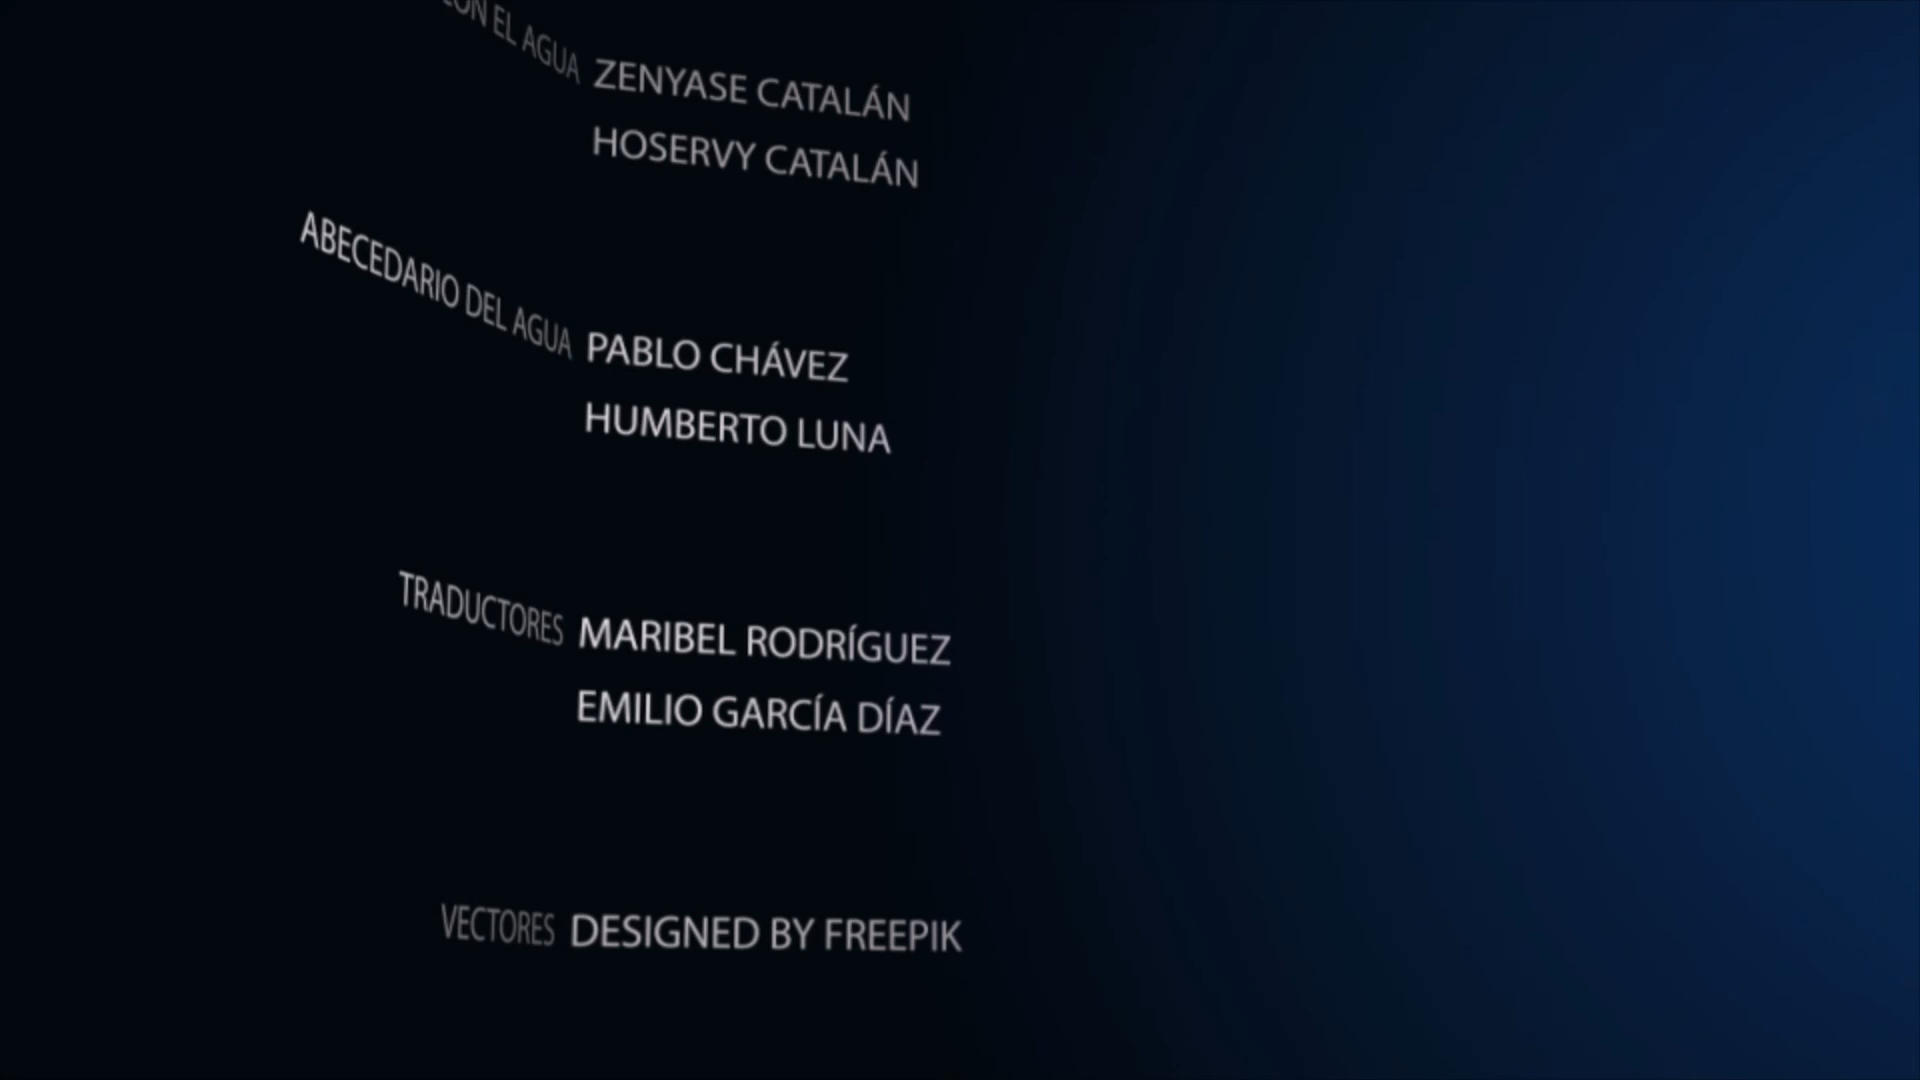 EL AGUA ZENYASE CATALÁN
HOSERVY CATALÁN
ABECEDARIO DEL AGUA PABLO CHÁVEZ
HUMBERTO LUNA
TRADUCTORES MARIBEL RODRÍGUEZ
EMILIO GARCÍA DÍAZ
VECTORES DESIGNED BY FREEPIK